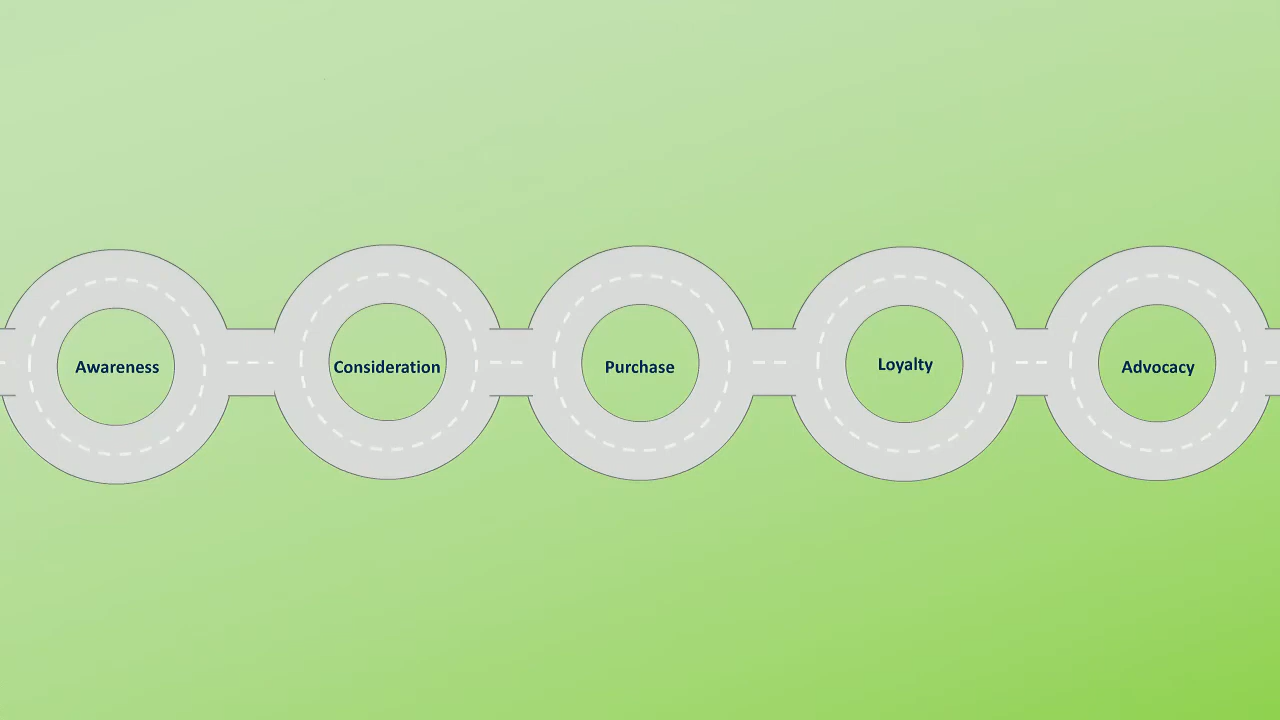 Awareness
Consideration
Purchase
Loyalty
Advocacy